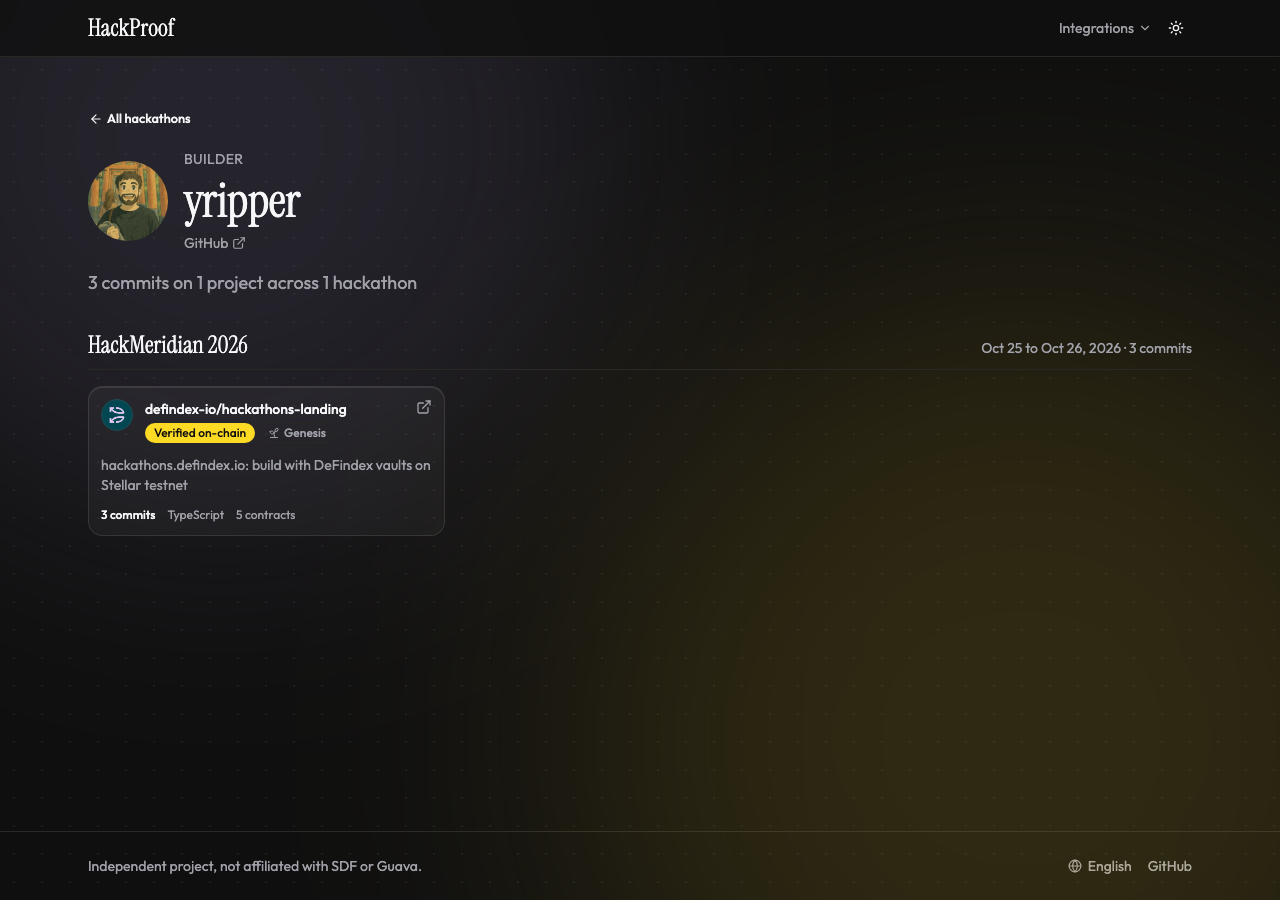 HackProof
Integrations
All hackathons
BUILDER
yripper
GitHub
3 commits on 1 project across 1 hackathon
HackMeridian 2026
Oct 25 to Oct 26, 2026 · 3 commits
defindex-io/hackathons-landing
Verified on-chain
Genesis
hackathons.defindex.io: build with DeFindex vaults on
Stellar testnet
3 commits TypeScript 5 contracts
Independent project, not affiliated with SDF or Guava.
English
GitHub